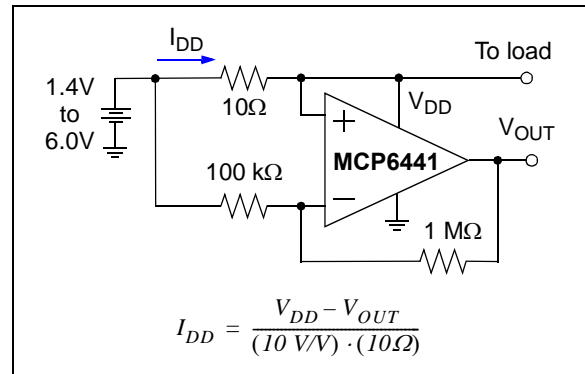 I_DD
To load
1.4V
to
6.0V
10Ω
V_DD
V_OUT
+
MCP6441
100 kΩ
−
1 MΩ
I_DD = (V_DD – V_OUT) / ((10 V/V) · (10Ω))